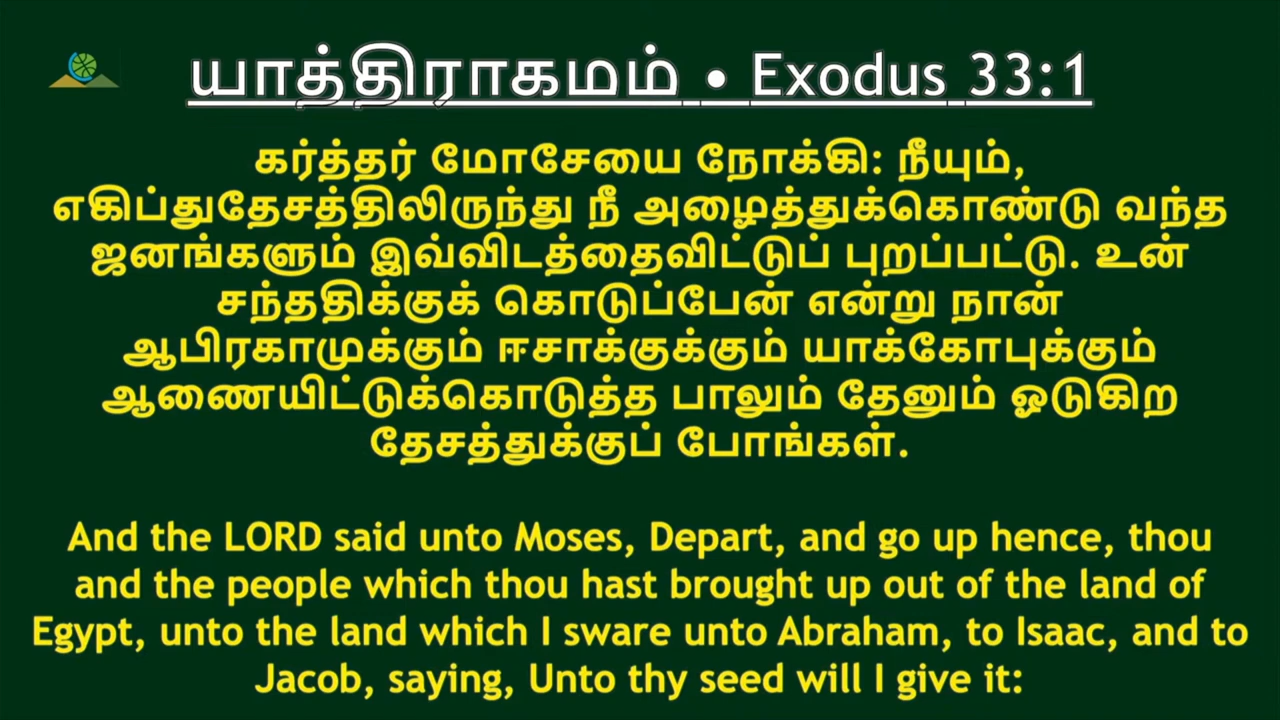 யாத்திராகமம் • Exodus 33:1
கர்த்தர் மோசேயை நோக்கி: நீயும்,
எகிப்துதேசத்திலிருந்து நீ அழைத்துக்கொண்டு வந்த
ஜனங்களும் இவ்விடத்தைவிட்டுப் புறப்பட்டு. உன்
சந்ததிக்குக் கொடுப்பேன் என்று நான்
ஆபிரகாமுக்கும் ஈசாக்குக்கும் யாக்கோபுக்கும்
ஆணையிட்டுக்கொடுத்த பாலும் தேனும் ஓடுகிற
தேசத்துக்குப் போங்கள்.
And the LORD said unto Moses, Depart, and go up hence, thou
and the people which thou hast brought up out of the land of
Egypt, unto the land which I sware unto Abraham, to Isaac, and to
Jacob, saying, Unto thy seed will I give it: